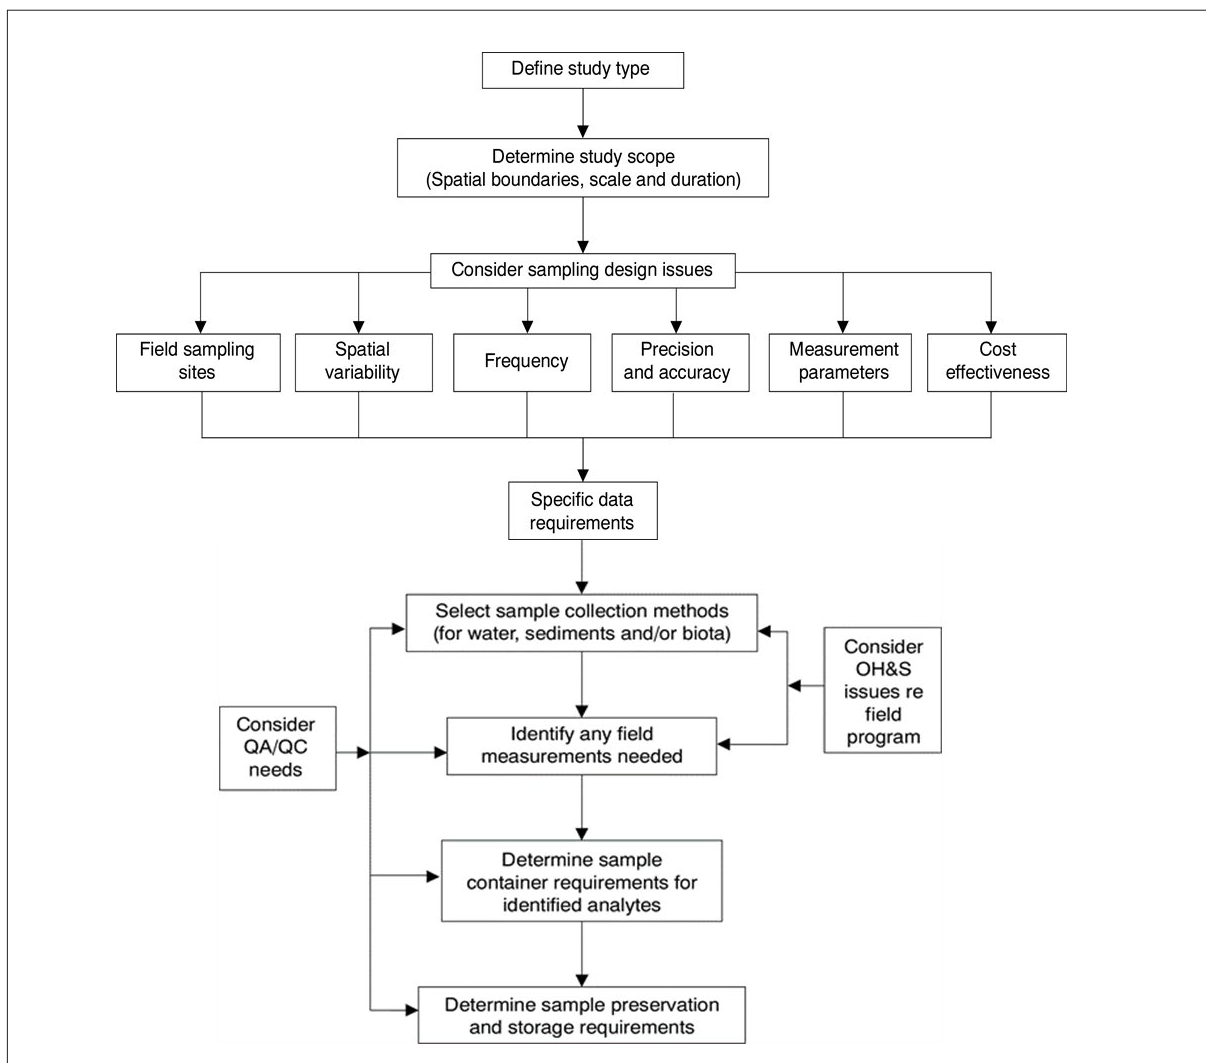 Define study type
Determine study scope
(Spatial boundaries, scale and duration)
Consider sampling design issues
Field sampling
sites
Spatial
variability
Frequency
Precision
and accuracy
Measurement
parameters
Cost
effectiveness
Specific data
requirements
Select sample collection methods
(for water, sediments and/or biota)
Consider
OH&S
issues re
field
program
Consider
QA/QC
needs
Identify any field
measurements needed
Determine sample
container requirements for
identified analytes
Determine sample preservation
and storage requirements